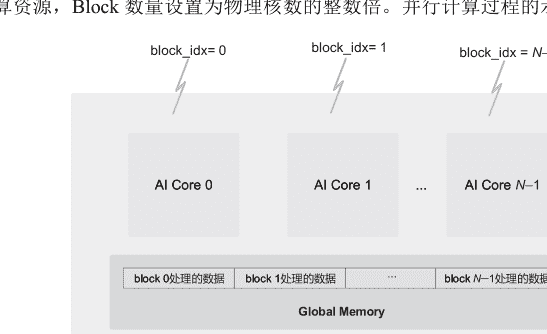 算资源，Block 数量设置为物理核数的整数倍。并行计算过程的
block_idx= 0
block_idx= 1
block_idx = N–
AI Core 0
AI Core 1
...
AI Core N–1
block 0处理的数据
block 1处理的数据
...
block N–1处理的数据
Global Memory